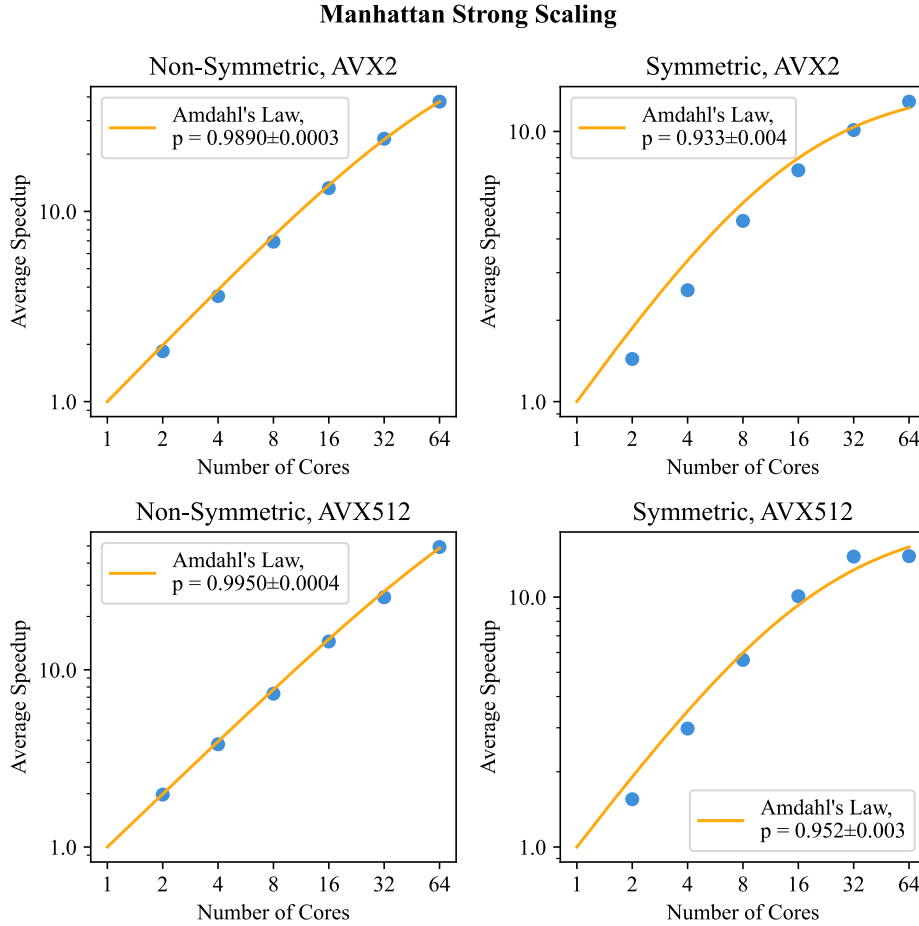 Manhattan Strong Scaling
Non-Symmetric, AVX2
Amdahl's Law,
p = 0.9890±0.0003
10.0
1.0
Average Speedup
1 2 4 8 16 32 64
Number of Cores
Symmetric, AVX2
Amdahl's Law,
p = 0.933±0.004
10.0
1.0
Average Speedup
1 2 4 8 16 32 64
Number of Cores
Non-Symmetric, AVX512
Amdahl's Law,
p = 0.9950±0.0004
10.0
1.0
Average Speedup
1 2 4 8 16 32 64
Number of Cores
Symmetric, AVX512
10.0
1.0
Average Speedup
Amdahl's Law,
p = 0.952±0.003
1 2 4 8 16 32 64
Number of Cores